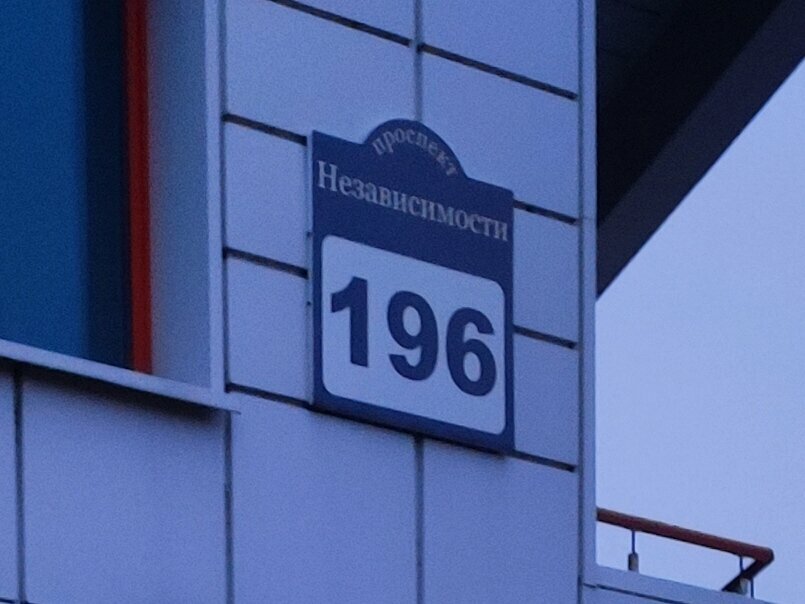 проспект
Независимости
196